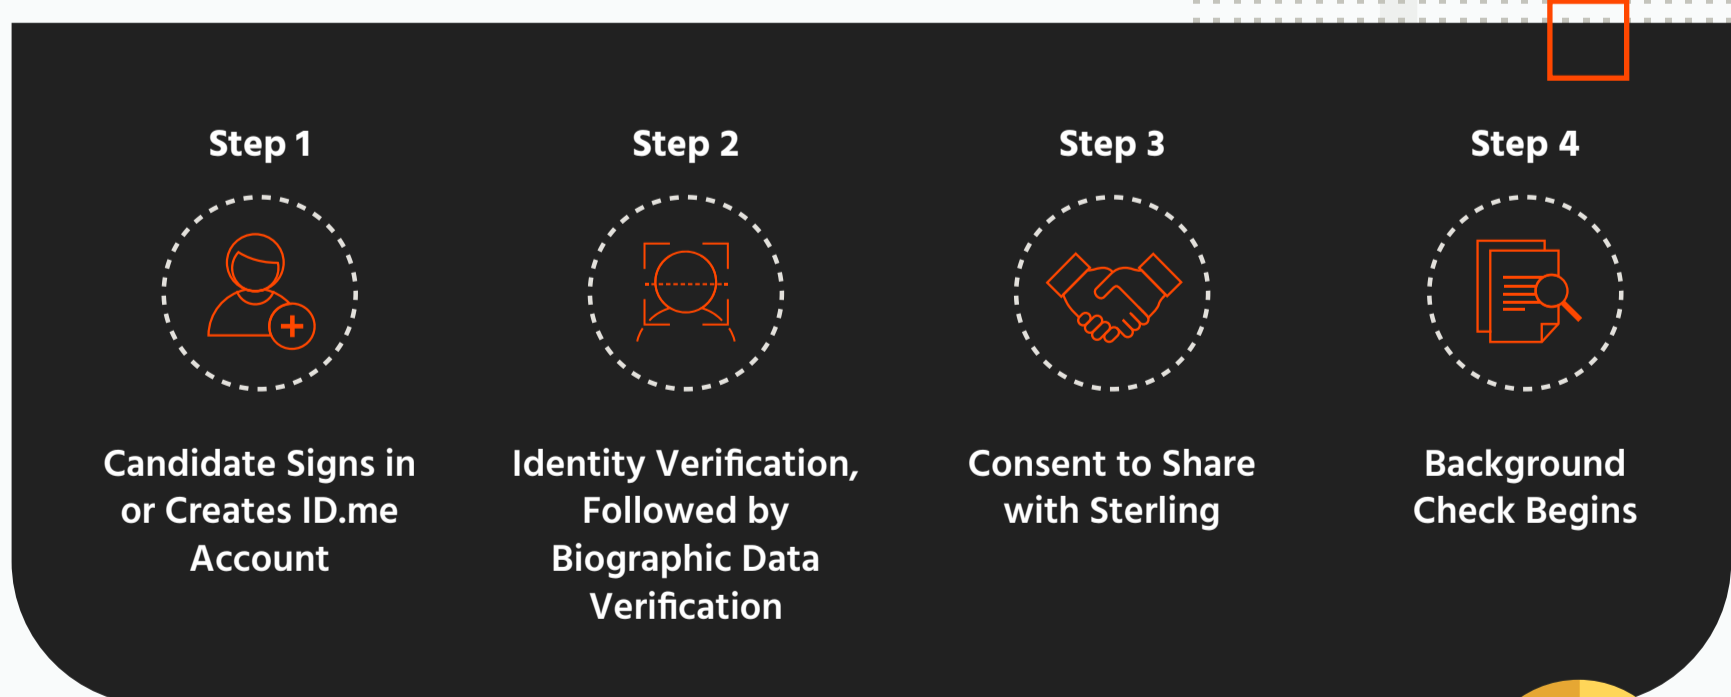 Step 1
Candidate Signs in
or Creates ID.me
Account
Step 2
Identity Verification,
Followed by
Biographic Data
Verification
Step 3
Consent to Share
with Sterling
Step 4
Background
Check Begins